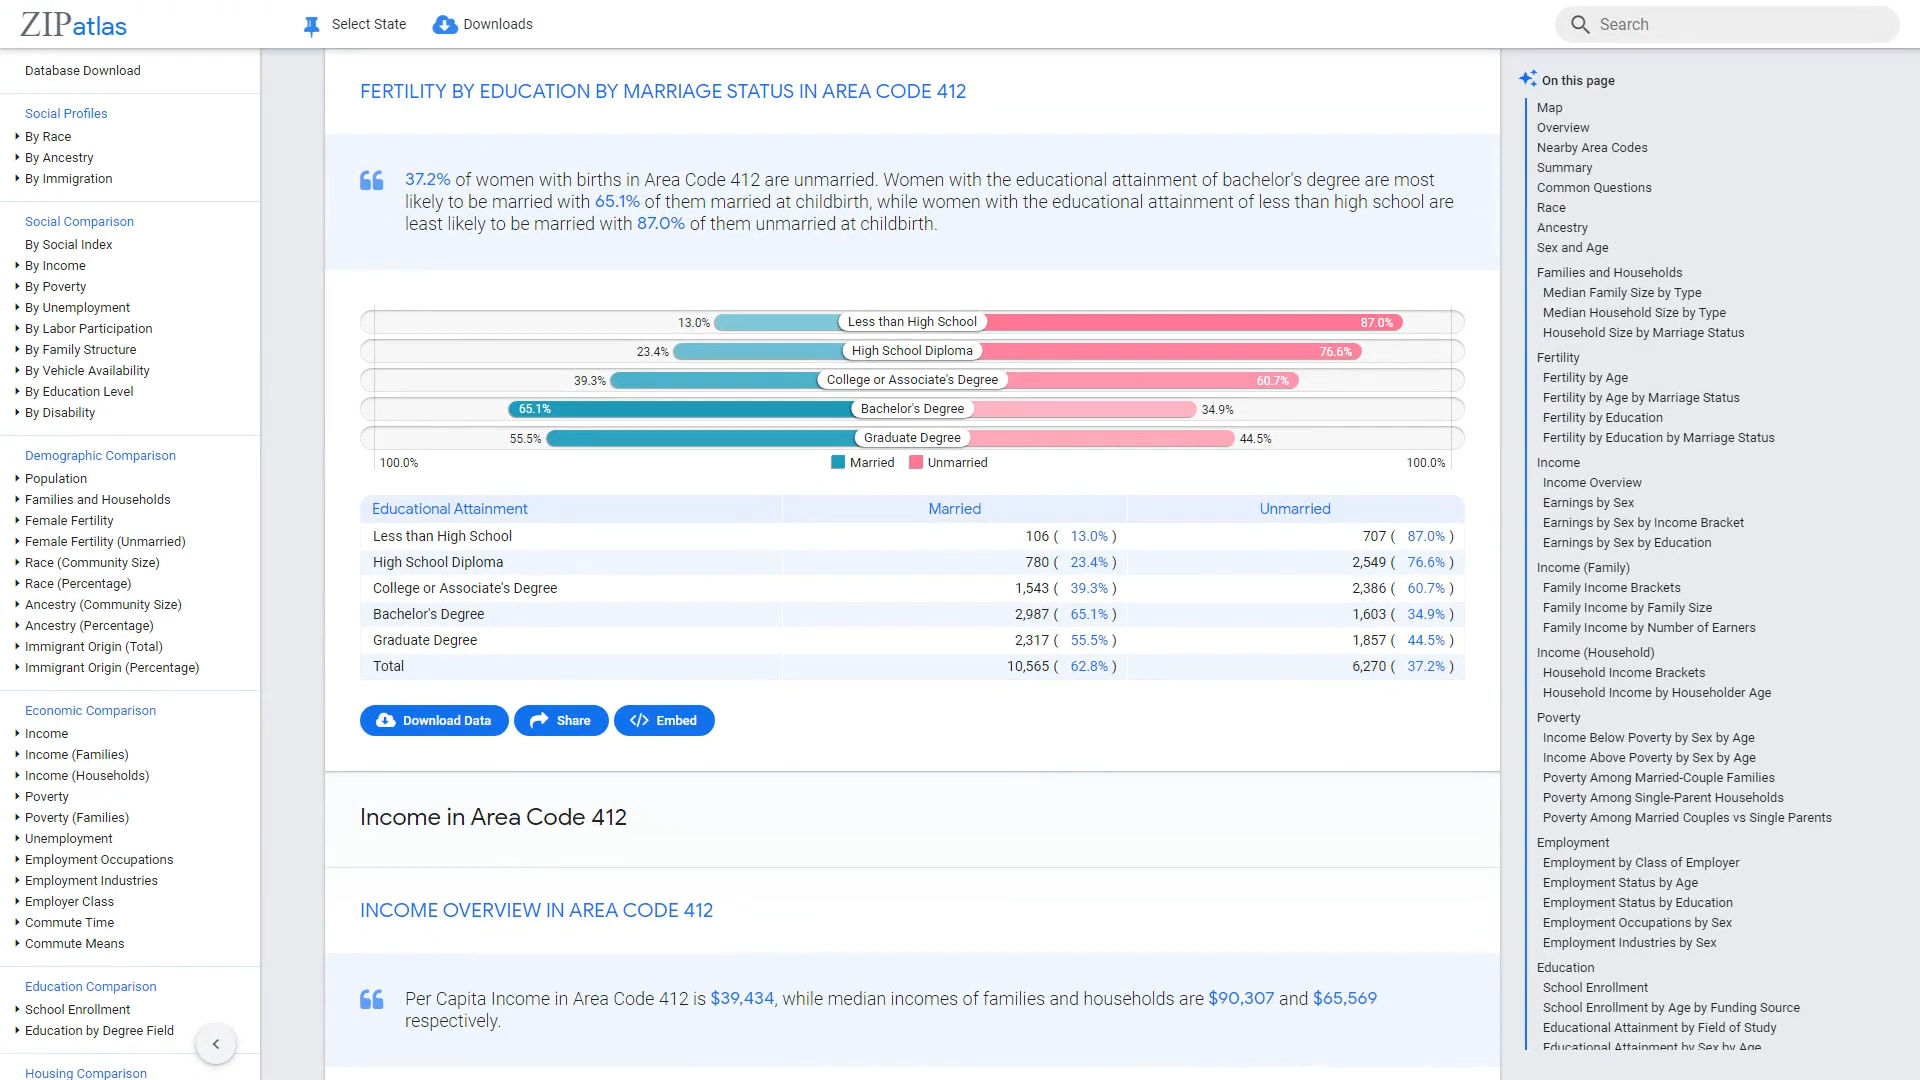 ZIPatlas
Select State
Downloads
Search
Database Download
Social Profiles
By Race
By Ancestry
By Immigration
Social Comparison
By Social Index
By Income
By Poverty
By Unemployment
By Labor Participation
By Family Structure
By Vehicle Availability
By Education Level
By Disability
Demographic Comparison
Population
Families and Households
Female Fertility
Female Fertility (Unmarried)
Race (Community Size)
Race (Percentage)
Ancestry (Community Size)
Ancestry (Percentage)
Immigrant Origin (Total)
Immigrant Origin (Percentage)
Economic Comparison
Income
Income (Families)
Income (Households)
Poverty
Poverty (Families)
Unemployment
Employment Occupations
Employment Industries
Employer Class
Commute Time
Commute Means
Education Comparison
School Enrollment
Education by Degree Field
Housing Comparison
FERTILITY BY EDUCATION BY MARRIAGE STATUS IN AREA CODE 412
37.2% of women with births in Area Code 412 are unmarried. Women with the educational attainment of bachelor's degree are most
likely to be married with 65.1% of them married at childbirth, while women with the educational attainment of less than high school are
least likely to be married with 87.0% of them unmarried at childbirth.
13.0% Less than High School 87.0%
23.4% High School Diploma 76.6%
39.3% College or Associate's Degree 60.7%
65.1% Bachelor's Degree 34.9%
55.5% Graduate Degree 44.5%
100.0% Married Unmarried 100.0%
Educational Attainment Married Unmarried
Less than High School 106 ( 13.0% ) 707 ( 87.0% )
High School Diploma 780 ( 23.4% ) 2,549 ( 76.6% )
College or Associate's Degree 1,543 ( 39.3% ) 2,386 ( 60.7% )
Bachelor's Degree 2,987 ( 65.1% ) 1,603 ( 34.9% )
Graduate Degree 2,317 ( 55.5% ) 1,857 ( 44.5% )
Total 10,565 ( 62.8% ) 6,270 ( 37.2% )
Download Data
Share
Embed
Income in Area Code 412
INCOME OVERVIEW IN AREA CODE 412
Per Capita Income in Area Code 412 is $39,434, while median incomes of families and households are $90,307 and $65,569
respectively.
On this page
Map
Overview
Nearby Area Codes
Summary
Common Questions
Race
Ancestry
Sex and Age
Families and Households
Median Family Size by Type
Median Household Size by Type
Household Size by Marriage Status
Fertility
Fertility by Age
Fertility by Age by Marriage Status
Fertility by Education
Fertility by Education by Marriage Status
Income
Income Overview
Earnings by Sex
Earnings by Sex by Income Bracket
Earnings by Sex by Education
Income (Family)
Family Income Brackets
Family Income by Family Size
Family Income by Number of Earners
Income (Household)
Household Income Brackets
Household Income by Householder Age
Poverty
Income Below Poverty by Sex by Age
Income Above Poverty by Sex by Age
Poverty Among Married-Couple Families
Poverty Among Single-Parent Households
Poverty Among Married Couples vs Single Parents
Employment
Employment by Class of Employer
Employment Status by Age
Employment Status by Education
Employment Occupations by Sex
Employment Industries by Sex
Education
School Enrollment
School Enrollment by Age by Funding Source
Educational Attainment by Field of Study
Educational Attainment by Sex by Age